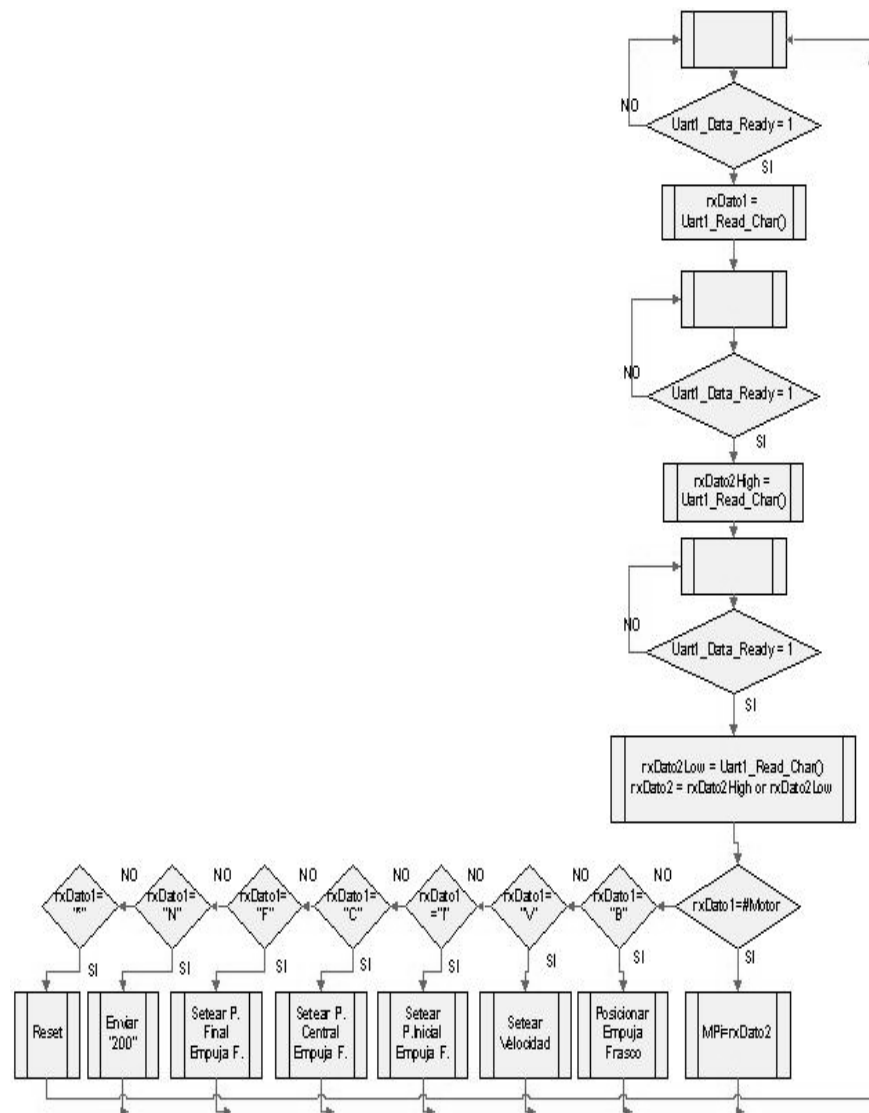 NO
Uart1_Data_Ready = 1
SI
rxDato1 =
Uart1_Read_Char()
NO
Uart1_Data_Ready = 1
SI
rxDato2High =
Uart1_Read_Char()
NO
Uart1_Data_Ready = 1
SI
rxDato2Low = Uart1_Read_Char()
rxDato2 = rxDato2High or rxDato2Low
rxDato1=
"*"
NO
rxDato1=
"N"
NO
rxDato1=
"F"
NO
rxDato1=
"C"
NO
rxDato1
="I"
NO
rxDato1=
"V"
NO
rxDato1=
"B"
NO
rxDato1=#Motor
SI
SI
SI
SI
SI
SI
SI
SI
Reset
Enviar
"200"
Setear P.
Final
Empuja F.
Setear P.
Central
Empuja F.
Setear
P.Inicial
Empuja F.
Setear
Velocidad
Posicionar
Empuja
Frasco
MPi=rxDato2